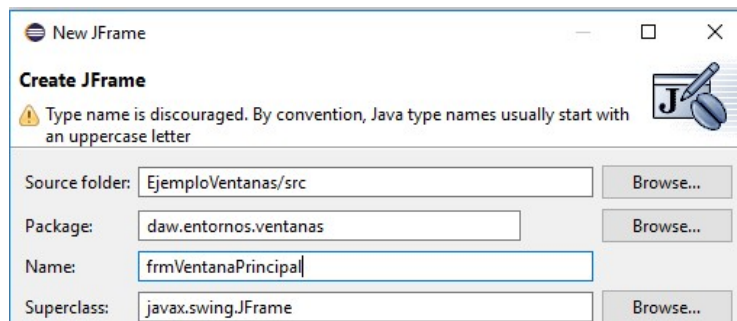 New JFrame
Create JFrame
Type name is discouraged. By convention, Java type names usually start with
an uppercase letter
Source folder: EjemploVentanas/src Browse...
Package: daw.entornos.ventanas Browse...
Name: frmVentanaPrincipal
Superclass: javax.swing.JFrame Browse...